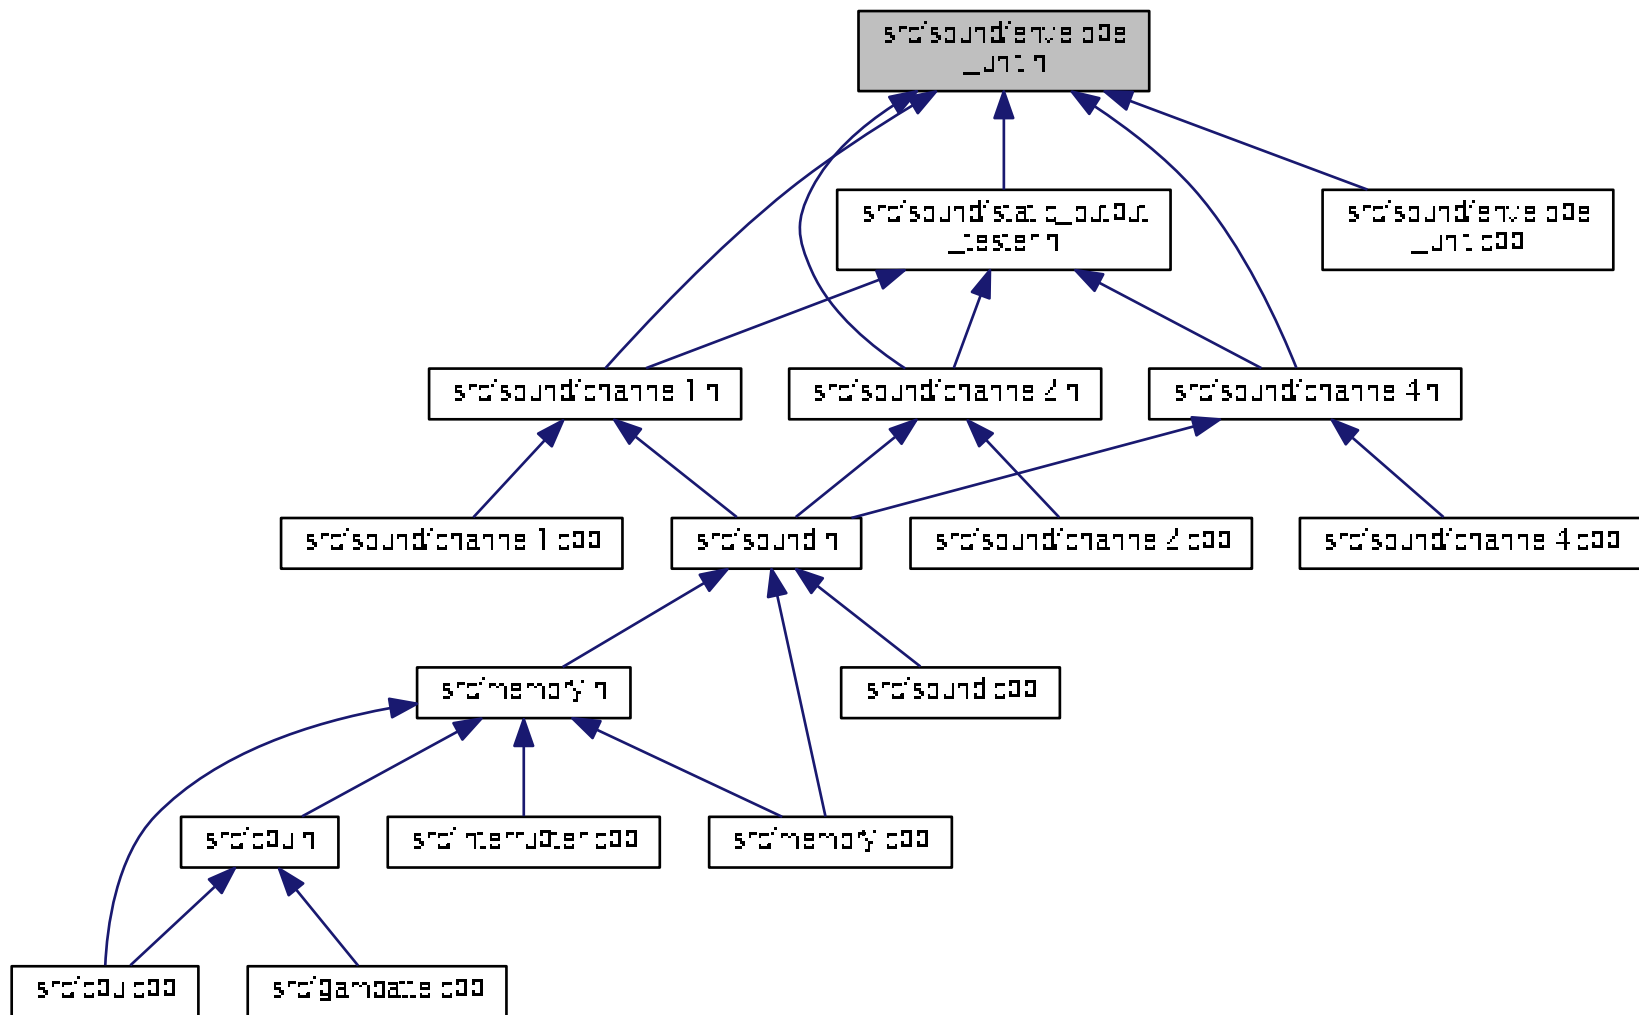 src/sound/envelope
_unit.h
src/sound/static_output
_tester.h
src/sound/envelope
_unit.cpp
src/sound/channel1.h
src/sound/channel2.h
src/sound/channel4.h
src/sound/channel1.cpp
src/sound.h
src/sound/channel2.cpp
src/sound/channel4.cpp
src/memory.h
src/sound.cpp
src/cpu.h
src/interrupter.cpp
src/memory.cpp
src/cpu.cpp
src/gambatte.cpp